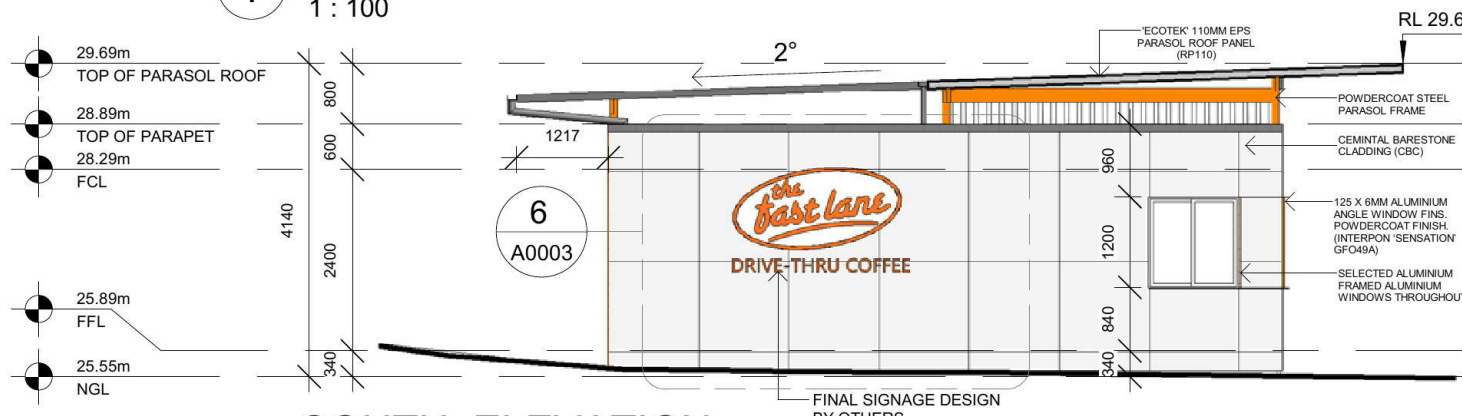 1 : 100
29.69m
TOP OF PARASOL ROOF
28.89m
TOP OF PARAPET
28.29m
FCL
25.89m
FFL
25.55m
NGL
4140
800
600
2400
340
1217
6
A0003
2°
the
fast lane
DRIVE-THRU COFFEE
'ECOTEK' 110MM EPS
PARASOL ROOF PANEL
(RP110)
RL 29.6
POWDERCOAT STEEL
PARASOL FRAME
CEMINTAL BARESTONE
CLADDING (CBC)
125 X 6MM ALUMINIUM
ANGLE WINDOW FINS.
POWDERCOAT FINISH.
(INTERPON 'SENSATION'
GFO49A)
SELECTED ALUMINIUM
FRAMED ALUMINIUM
WINDOWS THROUGHOUT
960
1200
840
340
FINAL SIGNAGE DESIGN
BY OTHERS
SOUTH ELEVATION